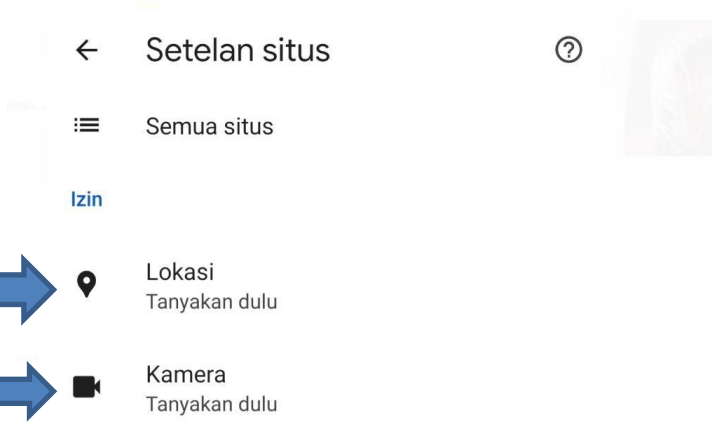 Setelan situs
Semua situs
Izin
Lokasi
Tanyakan dulu
Kamera
Tanyakan dulu